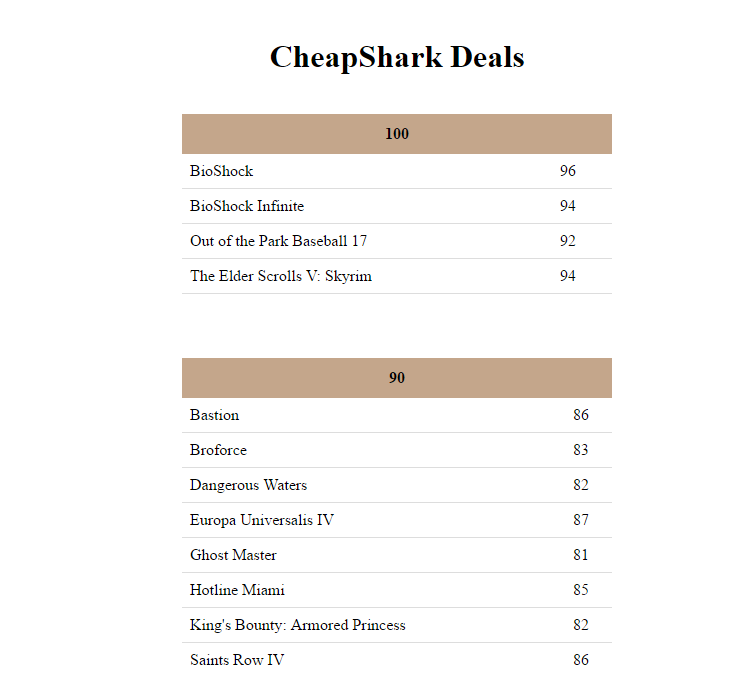 CheapShark Deals
100
BioShock 96
BioShock Infinite 94
Out of the Park Baseball 17 92
The Elder Scrolls V: Skyrim 94
90
Bastion 86
Broforce 83
Dangerous Waters 82
Europa Universalis IV 87
Ghost Master 81
Hotline Miami 85
King's Bounty: Armored Princess 82
Saints Row IV 86